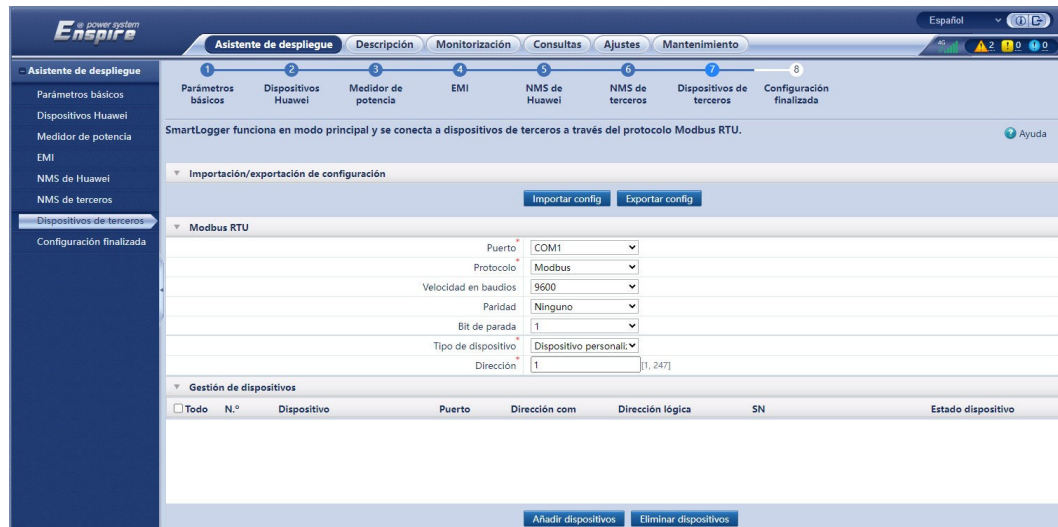 e power system
Enspire
Español
Asistente de despliegue Descripción Monitorización Consultas Ajustes Mantenimiento
4G 2 0 0
Asistente de despliegue
Parámetros básicos
Dispositivos Huawei
Medidor de potencia
EMI
NMS de Huawei
NMS de terceros
Dispositivos de terceros
Configuración finalizada
1 2 3 4 5 6 7 8
Parámetros básicos
Dispositivos Huawei
Medidor de potencia
EMI
NMS de Huawei
NMS de terceros
Dispositivos de terceros
Configuración finalizada
SmartLogger funciona en modo principal y se conecta a dispositivos de terceros a través del protocolo Modbus RTU.
Ayuda
Importación/exportación de configuración
Importar config Exportar config
Modbus RTU
Puerto* COM1
Protocolo* Modbus
Velocidad en baudios 9600
Paridad Ninguno
Bit de parada 1
Tipo de dispositivo* Dispositivo personali:
Dirección* 1 [1, 247]
Gestión de dispositivos
Todo N.º Dispositivo Puerto Dirección com Dirección lógica SN Estado dispositivo
Añadir dispositivos Eliminar dispositivos